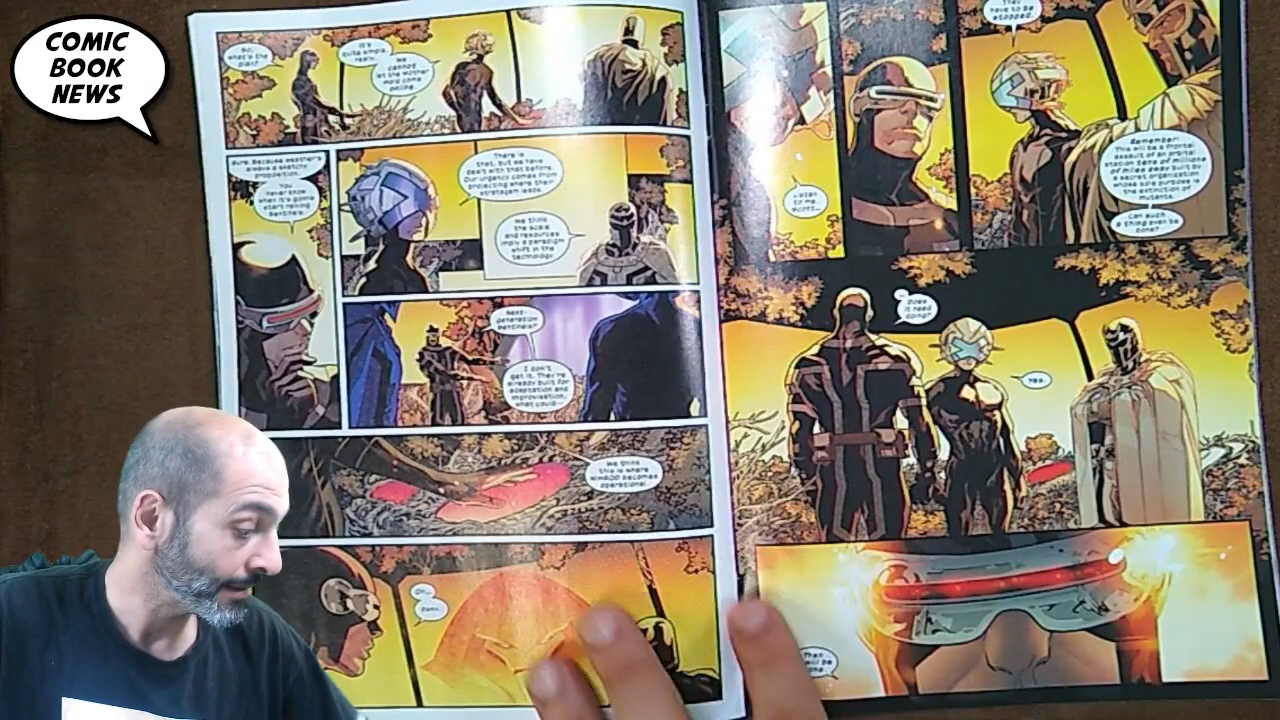 COMIC
BOOK
NEWS
So,
what's the
plan?
It's
quite simple,
really.
We
cannot
let the Mother
Mold come
online.
Sure. Because weather's
always a sketchy
proposition.
You
never know
when it's gonna
start raining
Sentinels.
There is
that, but we have
dealt with that before.
Our urgency comes from
projecting where their
stratagem leads.
We think
the scale
and resources
imply a paradigm
shift in the
technology.
Next-
generation
Sentinels?
I don't
get it. They're
already built for
adaptation and
improvisation,
what could--
We think
this is where
Nimrod becomes
operational.
Oh...
They
have to be
stopped.
Listen
to me,
Scott...
Remember:
This will be a frontal
assault of an orbital
station tens of millions
of miles away built by
a secret organization
whose sole purpose is
the extinction of
mutants.
Can such
a thing even be
done?
...
Does
it need
doing?
Yes.
Then
will be